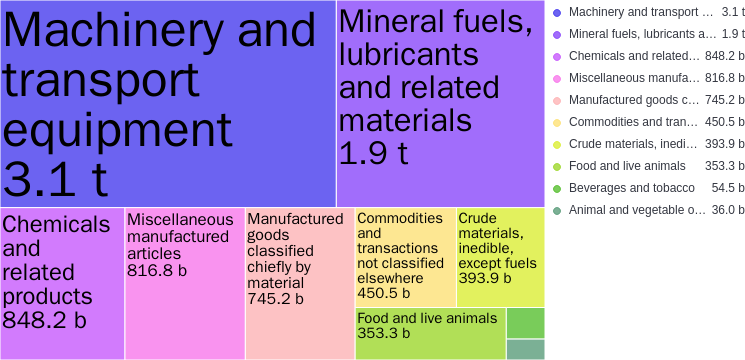 Machinery and
transport
equipment
3.1 t
Mineral fuels,
lubricants
and related
materials
1.9 t
Chemicals
and
related
products
848.2 b
Miscellaneous
manufactured
articles
816.8 b
Manufactured
goods
classified
chiefly by
material
745.2 b
Commodities
and
transactions
not classified
elsewhere
450.5 b
Crude
materials,
inedible,
except fuels
393.9 b
Food and live animals
353.3 b
Machinery and transport ... 3.1 t
Mineral fuels, lubricants a... 1.9 t
Chemicals and related... 848.2 b
Miscellaneous manufa... 816.8 b
Manufactured goods c... 745.2 b
Commodities and tran... 450.5 b
Crude materials, inedi... 393.9 b
Food and live animals 353.3 b
Beverages and tobacco 54.5 b
Animal and vegetable o... 36.0 b